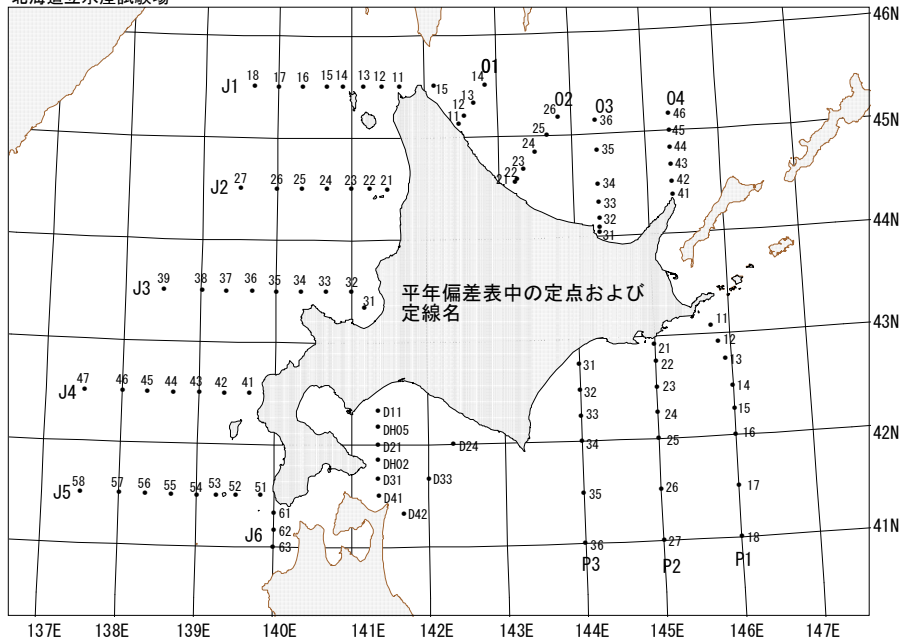 北海道立水産試験場
46N
45N
44N
43N
42N
41N
J1 18 17 16 15 14 13 12 11 15
11 12 13 14 O1
21 22 23 24 25 26 O2
O3 36 35 34 33 32 31
O4 46 45 44 43 42 41
J2 27 26 25 24 23 22 21
J3 39 38 37 36 35 34 33 32 31
平年偏差表中の定点および
定線名
J4 47 46 45 44 43 42 41
J5 58 57 56 55 54 53 52 51
J6 61 62 63
D11
DH05
D21 D24
DH02
D31 D33
D41
D42
31 32 33 34 35 36 P3
21 22 23 24 25 26 27 P2
11 12 13 14 15 16 17 18 P1
137E 138E 139E 140E 141E 142E 143E 144E 145E 146E 147E